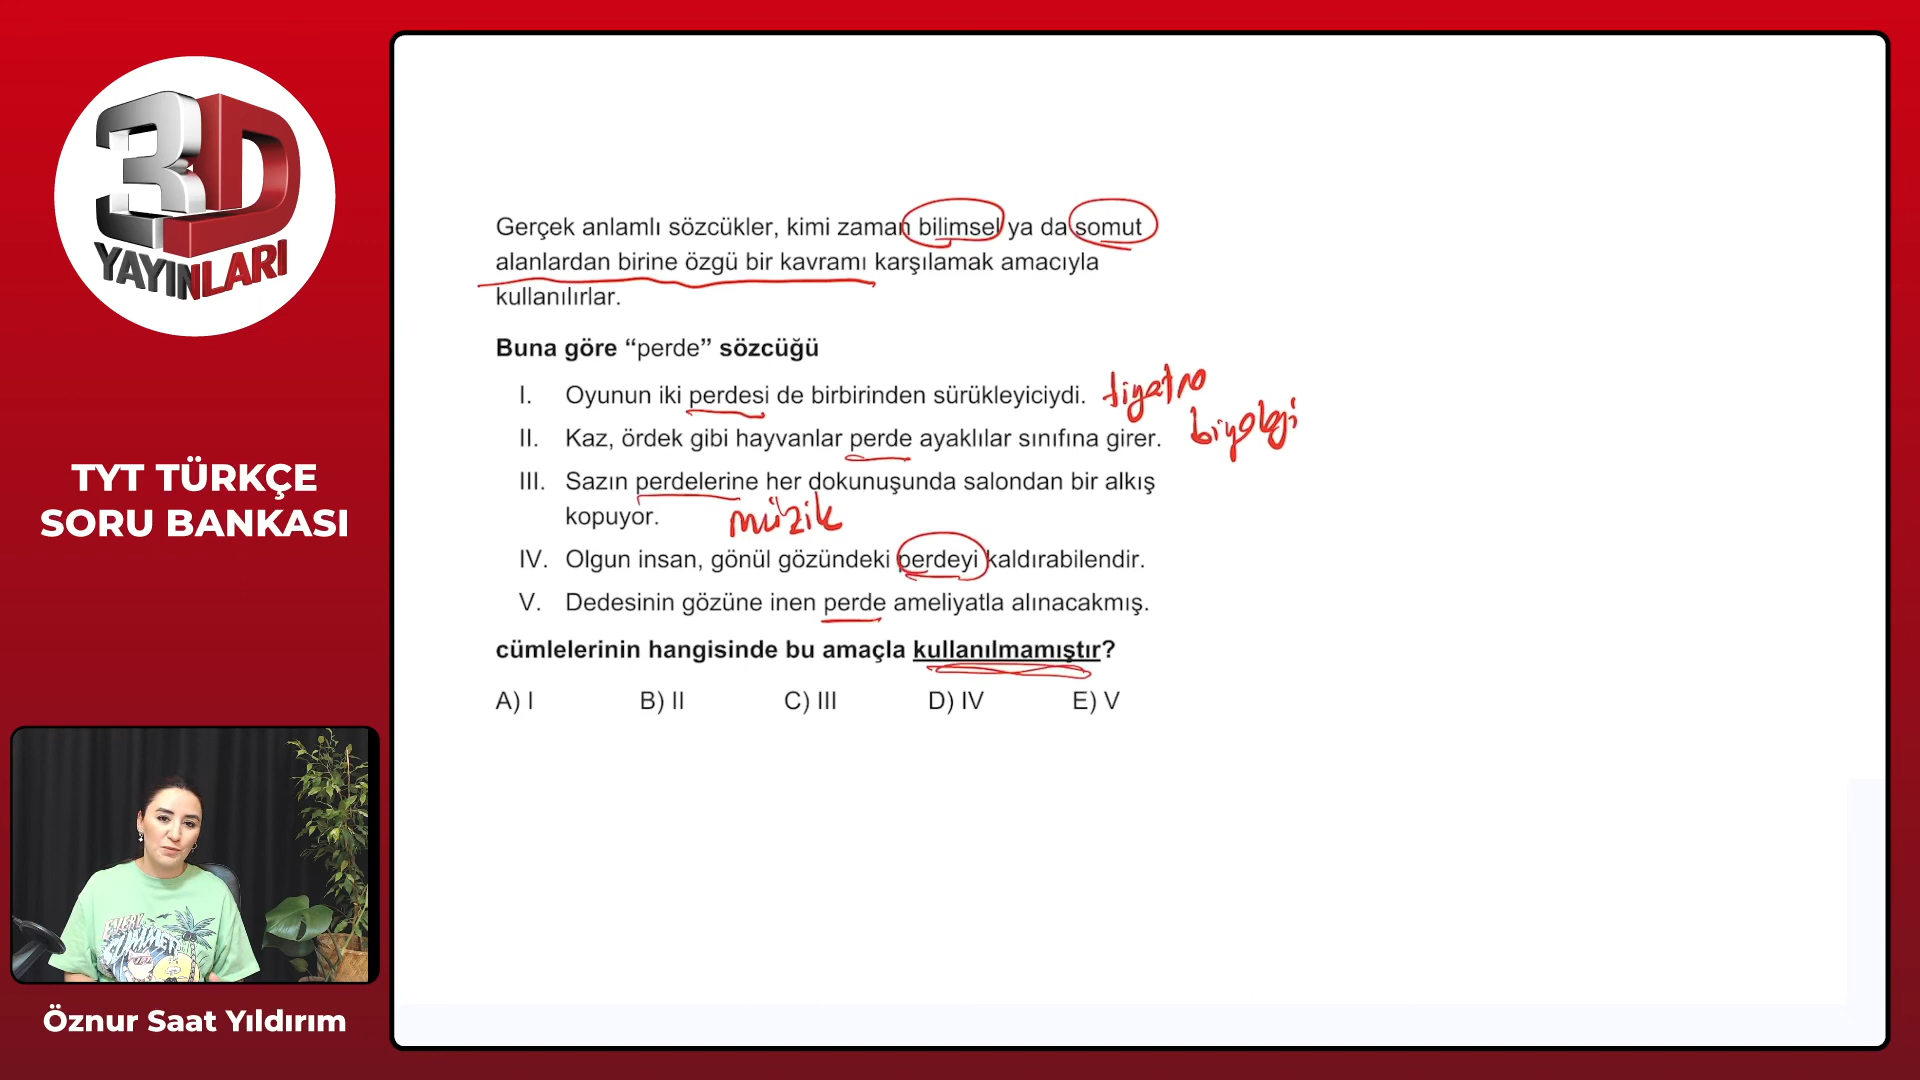 3D
YAYINLARI
TYT TÜRKÇE
SORU BANKASI
Öznur Saat Yıldırım
Gerçek anlamlı sözcükler, kimi zaman bilimsel ya da somut
alanlardan birine özgü bir kavramı karşılamak amacıyla
kullanılırlar.
Buna göre “perde” sözcüğü
I. Oyunun iki perdesi de birbirinden sürükleyiciydi. tiyatro
II. Kaz, ördek gibi hayvanlar perde ayaklılar sınıfına girer. biyoloji
III. Sazın perdelerine her dokunuşunda salondan bir alkış
kopuyor. müzik
IV. Olgun insan, gönül gözündeki perdeyi kaldırabilendir.
V. Dedesinin gözüne inen perde ameliyatla alınacakmış.
cümlelerinin hangisinde bu amaçla kullanılmamıştır?
A) I B) II C) III D) IV E) V